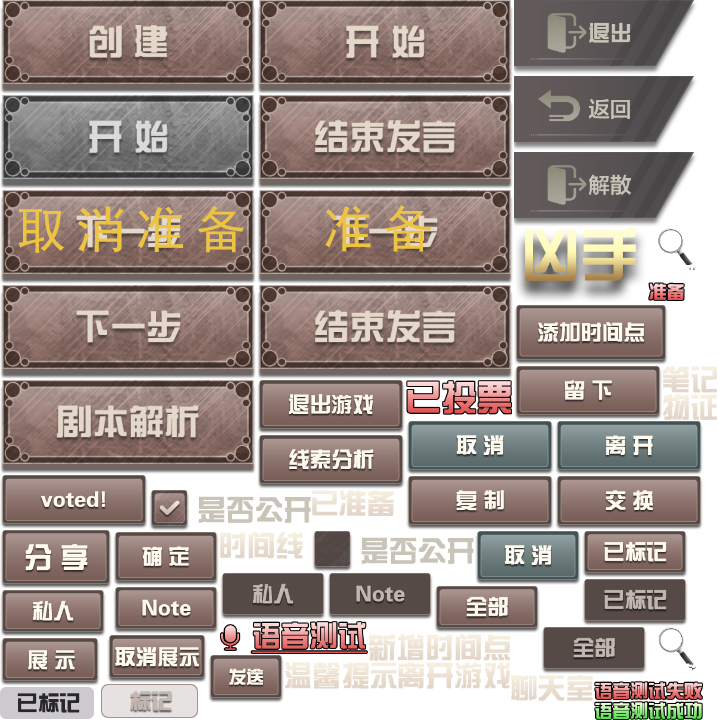 创建
开始
退出
开始
结束发言
返回
取消准备
准备
一步
解散
凶手
准备
下一步
结束发言
添加时间点
剧本解析
退出游戏
已投票
留下
笔记
物证
线索分析
取消
离开
voted!
是否公开
已准备
复制
交换
分享
确定
时间线
是否公开
取消
已标记
私人
Note
私人
Note
全部
已标记
展示
取消展示
语音测试
新增时间点
全部
发送
温馨提示
离开游戏
聊天室
语音测试失败
已标记
标记
语音测试成功